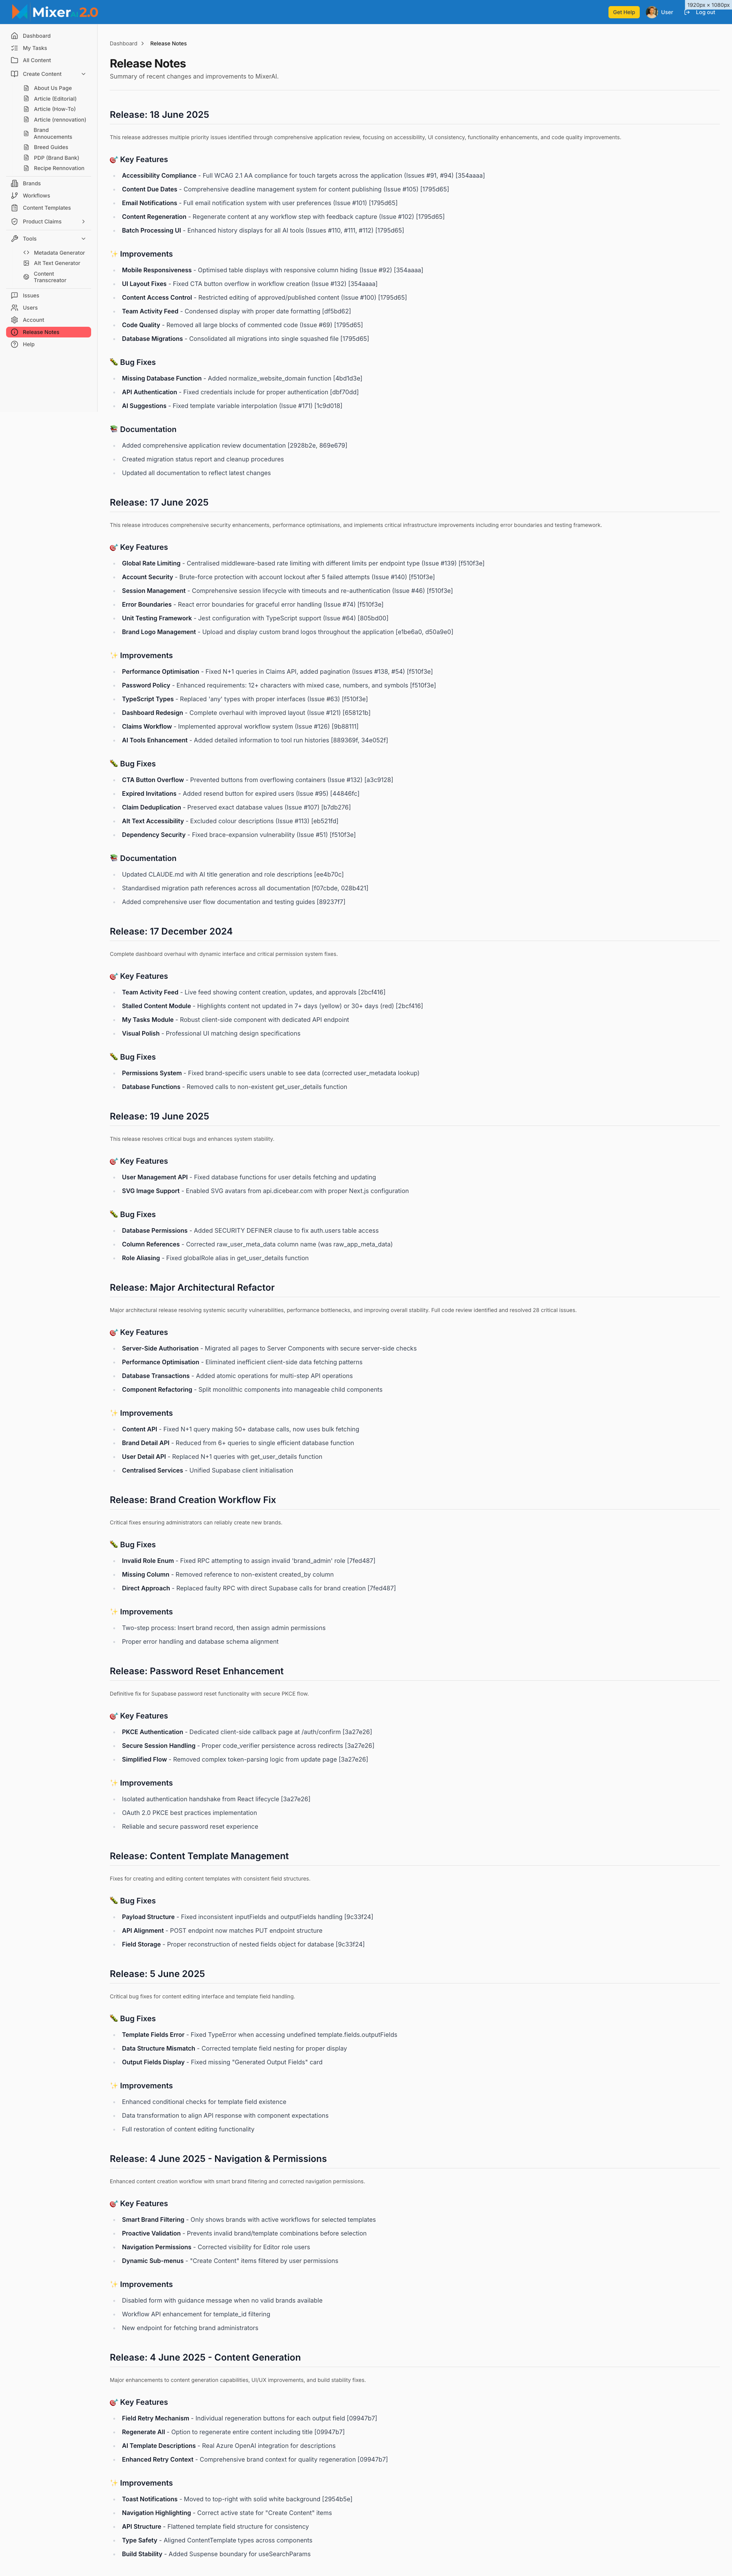 Mixer AI 2.0
Get Help
User
Log out
1920px × 1080px
Dashboard
My Tasks
All Content
Create Content
About Us Page
Article (Editorial)
Article (How-To)
Article (rennovation)
Brand
Annoucements
Breed Guides
PDP (Brand Bank)
Recipe Rennovation
Brands
Workflows
Content Templates
Product Claims
Tools
Metadata Generator
Alt Text Generator
Content
Transcreator
Issues
Users
Account
Release Notes
Help
Dashboard > Release Notes
Release Notes
Summary of recent changes and improvements to MixerAI.
Release: 18 June 2025
This release addresses multiple priority issues identified through comprehensive application review, focusing on accessibility, UI consistency, functionality enhancements, and code quality improvements.
🎯 Key Features
Accessibility Compliance - Full WCAG 2.1 AA compliance for touch targets across the application (Issues #91, #94) [354aaaa]
Content Due Dates - Comprehensive deadline management system for content publishing (Issue #105) [1795d65]
Email Notifications - Full email notification system with user preferences (Issue #101) [1795d65]
Content Regeneration - Regenerate content at any workflow step with feedback capture (Issue #102) [1795d65]
Batch Processing UI - Enhanced history displays for all AI tools (Issues #110, #111, #112) [1795d65]
✨ Improvements
Mobile Responsiveness - Optimised table displays with responsive column hiding (Issue #92) [354aaaa]
UI Layout Fixes - Fixed CTA button overflow in workflow creation (Issue #132) [354aaaa]
Content Access Control - Restricted editing of approved/published content (Issue #100) [1795d65]
Team Activity Feed - Condensed display with proper date formatting [df5bd62]
Code Quality - Removed all large blocks of commented code (Issue #69) [1795d65]
Database Migrations - Consolidated all migrations into single squashed file [1795d65]
🐛 Bug Fixes
Missing Database Function - Added normalize_website_domain function [4bd1d3e]
API Authentication - Fixed credentials include for proper authentication [dbf70dd]
AI Suggestions - Fixed template variable interpolation (Issue #171) [1c9d018]
📚 Documentation
Added comprehensive application review documentation [2928b2e, 869e679]
Created migration status report and cleanup procedures
Updated all documentation to reflect latest changes
Release: 17 June 2025
This release introduces comprehensive security enhancements, performance optimisations, and implements critical infrastructure improvements including error boundaries and testing framework.
🎯 Key Features
Global Rate Limiting - Centralised middleware-based rate limiting with different limits per endpoint type (Issue #139) [f510f3e]
Account Security - Brute-force protection with account lockout after 5 failed attempts (Issue #140) [f510f3e]
Session Management - Comprehensive session lifecycle with timeouts and re-authentication (Issue #46) [f510f3e]
Error Boundaries - React error boundaries for graceful error handling (Issue #74) [f510f3e]
Unit Testing Framework - Jest configuration with TypeScript support (Issue #64) [805bd00]
Brand Logo Management - Upload and display custom brand logos throughout the application [e1be6a0, d50a9e0]
✨ Improvements
Performance Optimisation - Fixed N+1 queries in Claims API, added pagination (Issues #138, #54) [f510f3e]
Password Policy - Enhanced requirements: 12+ characters with mixed case, numbers, and symbols [f510f3e]
TypeScript Types - Replaced 'any' types with proper interfaces (Issue #63) [f510f3e]
Dashboard Redesign - Complete overhaul with improved layout (Issue #121) [658121b]
Claims Workflow - Implemented approval workflow system (Issue #126) [9b88111]
AI Tools Enhancement - Added detailed information to tool run histories [889369f, 34e052f]
🐛 Bug Fixes
CTA Button Overflow - Prevented buttons from overflowing containers (Issue #132) [a3c9128]
Expired Invitations - Added resend button for expired users (Issue #95) [44846fc]
Claim Deduplication - Preserved exact database values (Issue #107) [b7db276]
Alt Text Accessibility - Excluded colour descriptions (Issue #113) [eb521fd]
Dependency Security - Fixed brace-expansion vulnerability (Issue #51) [f510f3e]
📚 Documentation
Updated CLAUDE.md with AI title generation and role descriptions [ee4b70c]
Standardised migration path references across all documentation [f07cbde, 028b421]
Added comprehensive user flow documentation and testing guides [89237f7]
Release: 17 December 2024
Complete dashboard overhaul with dynamic interface and critical permission system fixes.
🎯 Key Features
Team Activity Feed - Live feed showing content creation, updates, and approvals [2bcf416]
Stalled Content Module - Highlights content not updated in 7+ days (yellow) or 30+ days (red) [2bcf416]
My Tasks Module - Robust client-side component with dedicated API endpoint
Visual Polish - Professional UI matching design specifications
🐛 Bug Fixes
Permissions System - Fixed brand-specific users unable to see data (corrected user_metadata lookup)
Database Functions - Removed calls to non-existent get_user_details function
Release: 19 June 2025
This release resolves critical bugs and enhances system stability.
🎯 Key Features
User Management API - Fixed database functions for user details fetching and updating
SVG Image Support - Enabled SVG avatars from api.dicebear.com with proper Next.js configuration
🐛 Bug Fixes
Database Permissions - Added SECURITY DEFINER clause to fix auth.users table access
Column References - Corrected raw_user_meta_data column name (was raw_app_meta_data)
Role Aliasing - Fixed globalRole alias in get_user_details function
Release: Major Architectural Refactor
Major architectural release resolving systemic security vulnerabilities, performance bottlenecks, and improving overall stability. Full code review identified and resolved 28 critical issues.
🎯 Key Features
Server-Side Authorisation - Migrated all pages to Server Components with secure server-side checks
Performance Optimisation - Eliminated inefficient client-side data fetching patterns
Database Transactions - Added atomic operations for multi-step API operations
Component Refactoring - Split monolithic components into manageable child components
✨ Improvements
Content API - Fixed N+1 query making 50+ database calls, now uses bulk fetching
Brand Detail API - Reduced from 6+ queries to single efficient database function
User Detail API - Replaced N+1 queries with get_user_details function
Centralised Services - Unified Supabase client initialisation
Release: Brand Creation Workflow Fix
Critical fixes ensuring administrators can reliably create new brands.
🐛 Bug Fixes
Invalid Role Enum - Fixed RPC attempting to assign invalid 'brand_admin' role [7fed487]
Missing Column - Removed reference to non-existent created_by column
Direct Approach - Replaced faulty RPC with direct Supabase calls for brand creation [7fed487]
✨ Improvements
Two-step process: Insert brand record, then assign admin permissions
Proper error handling and database schema alignment
Release: Password Reset Enhancement
Definitive fix for Supabase password reset functionality with secure PKCE flow.
🎯 Key Features
PKCE Authentication - Dedicated client-side callback page at /auth/confirm [3a27e26]
Secure Session Handling - Proper code_verifier persistence across redirects [3a27e26]
Simplified Flow - Removed complex token-parsing logic from update page [3a27e26]
✨ Improvements
Isolated authentication handshake from React lifecycle [3a27e26]
OAuth 2.0 PKCE best practices implementation
Reliable and secure password reset experience
Release: Content Template Management
Fixes for creating and editing content templates with consistent field structures.
🐛 Bug Fixes
Payload Structure - Fixed inconsistent inputFields and outputFields handling [9c33f24]
API Alignment - POST endpoint now matches PUT endpoint structure
Field Storage - Proper reconstruction of nested fields object for database [9c33f24]
Release: 5 June 2025
Critical bug fixes for content editing interface and template field handling.
🐛 Bug Fixes
Template Fields Error - Fixed TypeError when accessing undefined template.fields.outputFields
Data Structure Mismatch - Corrected template field nesting for proper display
Output Fields Display - Fixed missing "Generated Output Fields" card
✨ Improvements
Enhanced conditional checks for template field existence
Data transformation to align API response with component expectations
Full restoration of content editing functionality
Release: 4 June 2025 - Navigation & Permissions
Enhanced content creation workflow with smart brand filtering and corrected navigation permissions.
🎯 Key Features
Smart Brand Filtering - Only shows brands with active workflows for selected templates
Proactive Validation - Prevents invalid brand/template combinations before selection
Navigation Permissions - Corrected visibility for Editor role users
Dynamic Sub-menus - "Create Content" items filtered by user permissions
✨ Improvements
Disabled form with guidance message when no valid brands available
Workflow API enhancement for template_id filtering
New endpoint for fetching brand administrators
Release: 4 June 2025 - Content Generation
Major enhancements to content generation capabilities, UI/UX improvements, and build stability fixes.
🎯 Key Features
Field Retry Mechanism - Individual regeneration buttons for each output field [09947b7]
Regenerate All - Option to regenerate entire content including title [09947b7]
AI Template Descriptions - Real Azure OpenAI integration for descriptions
Enhanced Retry Context - Comprehensive brand context for quality regeneration [09947b7]
✨ Improvements
Toast Notifications - Moved to top-right with solid white background [2954b5e]
Navigation Highlighting - Correct active state for "Create Content" items
API Structure - Flattened template field structure for consistency
Type Safety - Aligned ContentTemplate types across components
Build Stability - Added Suspense boundary for useSearchParams